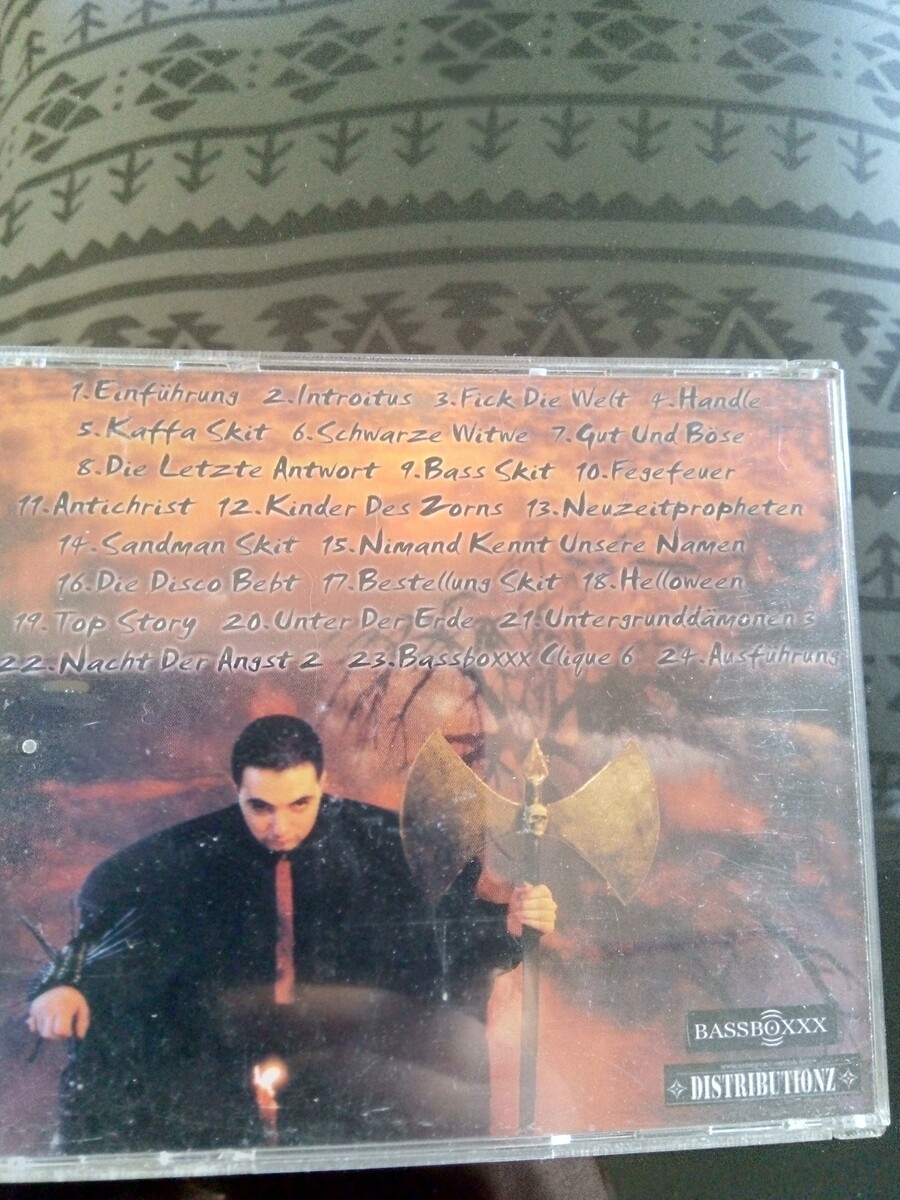 1.Einführung 2.Introitus 3.Fick Die Welt 4.Handle
5.Kaffa Skit 6.Schwarze Witwe 7.Gut Und Böse
8.Die Letzte Antwort 9.Bass Skit 10.Fegefeuer
11.Antichrist 12.Kinder Des Zorns 13.Neuzeitpropheten
14.Sandman Skit 15.Nimand Kennt Unsere Namen
16.Die Disco Bebt 17.Bestellung Skit 18.Helloween
19.Top Story 20.Unter Der Erde 21.Untergrunddämonen 3
22.Nacht Der Angst 2 23.Bassboxxx Clique 6 24.Ausführung
BASSBOXXX
DISTRIBUTIONZ